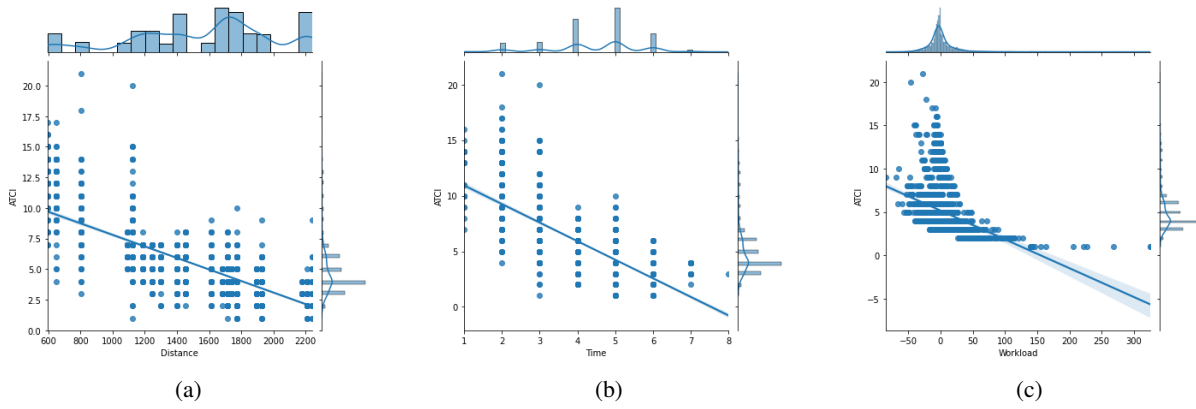 20.0
17.5
15.0
12.5
10.0
7.5
5.0
2.5
0.0
ATCI
600 800 1000 1200 1400 1600 1800 2000 2200
Distance
(a)
20
15
10
5
0
ATCI
1 2 3 4 5 6 7 8
Time
(b)
20
15
10
5
0
−5
ATCI
−50 0 50 100 150 200 250 300
Workload
(c)